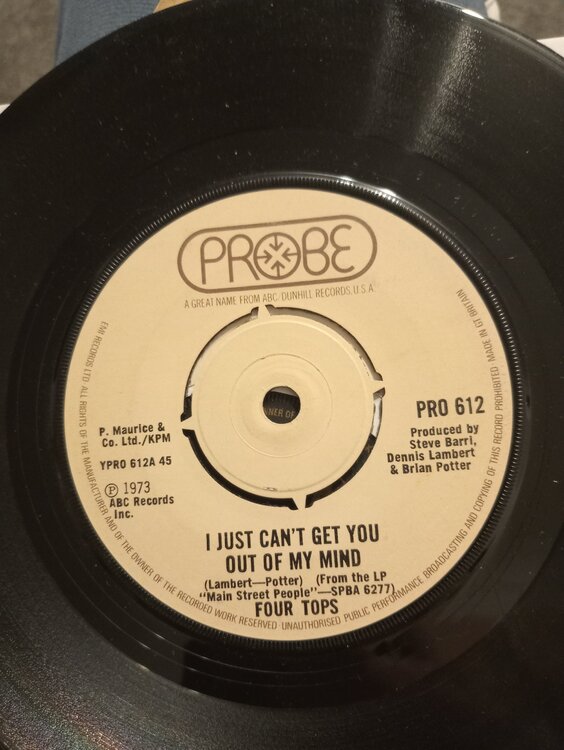 PROBE
A GREAT NAME FROM ABC/DUNHILL RECORDS, U.S.A.
EMI RECORDS LTD. ALL RIGHTS OF THE MANUFACTURER AND OF THE OWNER OF THE RECORDED WORK RESERVED UNAUTHORISED PUBLIC PERFORMANCE BROADCASTING AND COPYING OF THIS RECORD PROHIBITED MADE IN GT BRITAIN
P. Maurice &
Co. Ltd./KPM
YPRO 612A 45
Ⓟ 1973
ABC Records
Inc.
PRO 612
Produced by
Steve Barri,
Dennis Lambert
& Brian Potter
I JUST CAN'T GET YOU
OUT OF MY MIND
(Lambert—Potter) (From the LP
"Main Street People"—SPBA 6277)
FOUR TOPS